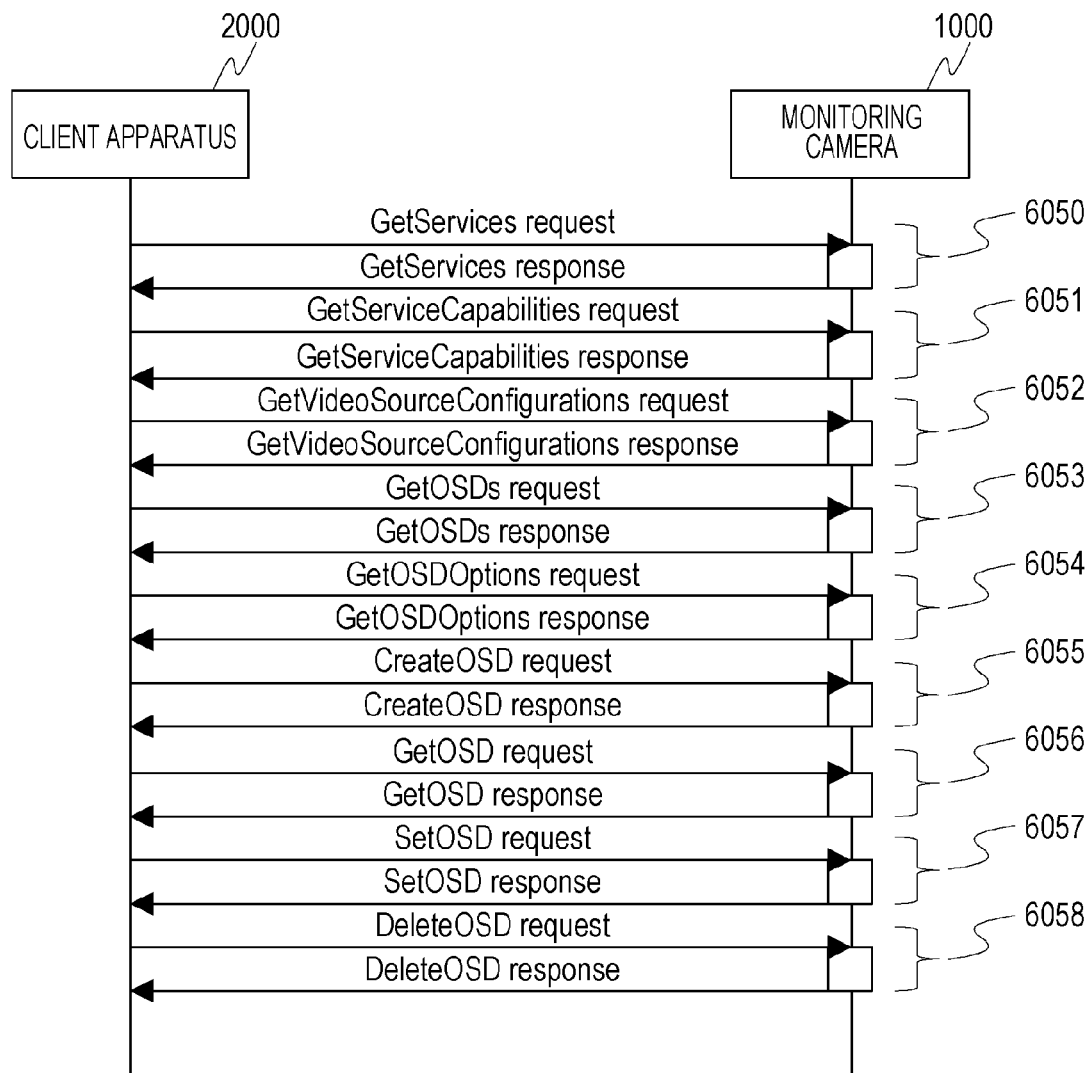 2000
1000
CLIENT APPARATUS
MONITORING
CAMERA
GetServices request
6050
GetServices response
GetServiceCapabilities request
6051
GetServiceCapabilities response
GetVideoSourceConfigurations request
6052
GetVideoSourceConfigurations response
GetOSDs request
6053
GetOSDs response
GetOSDOptions request
6054
GetOSDOptions response
CreateOSD request
6055
CreateOSD response
GetOSD request
6056
GetOSD response
SetOSD request
6057
SetOSD response
DeleteOSD request
6058
DeleteOSD response